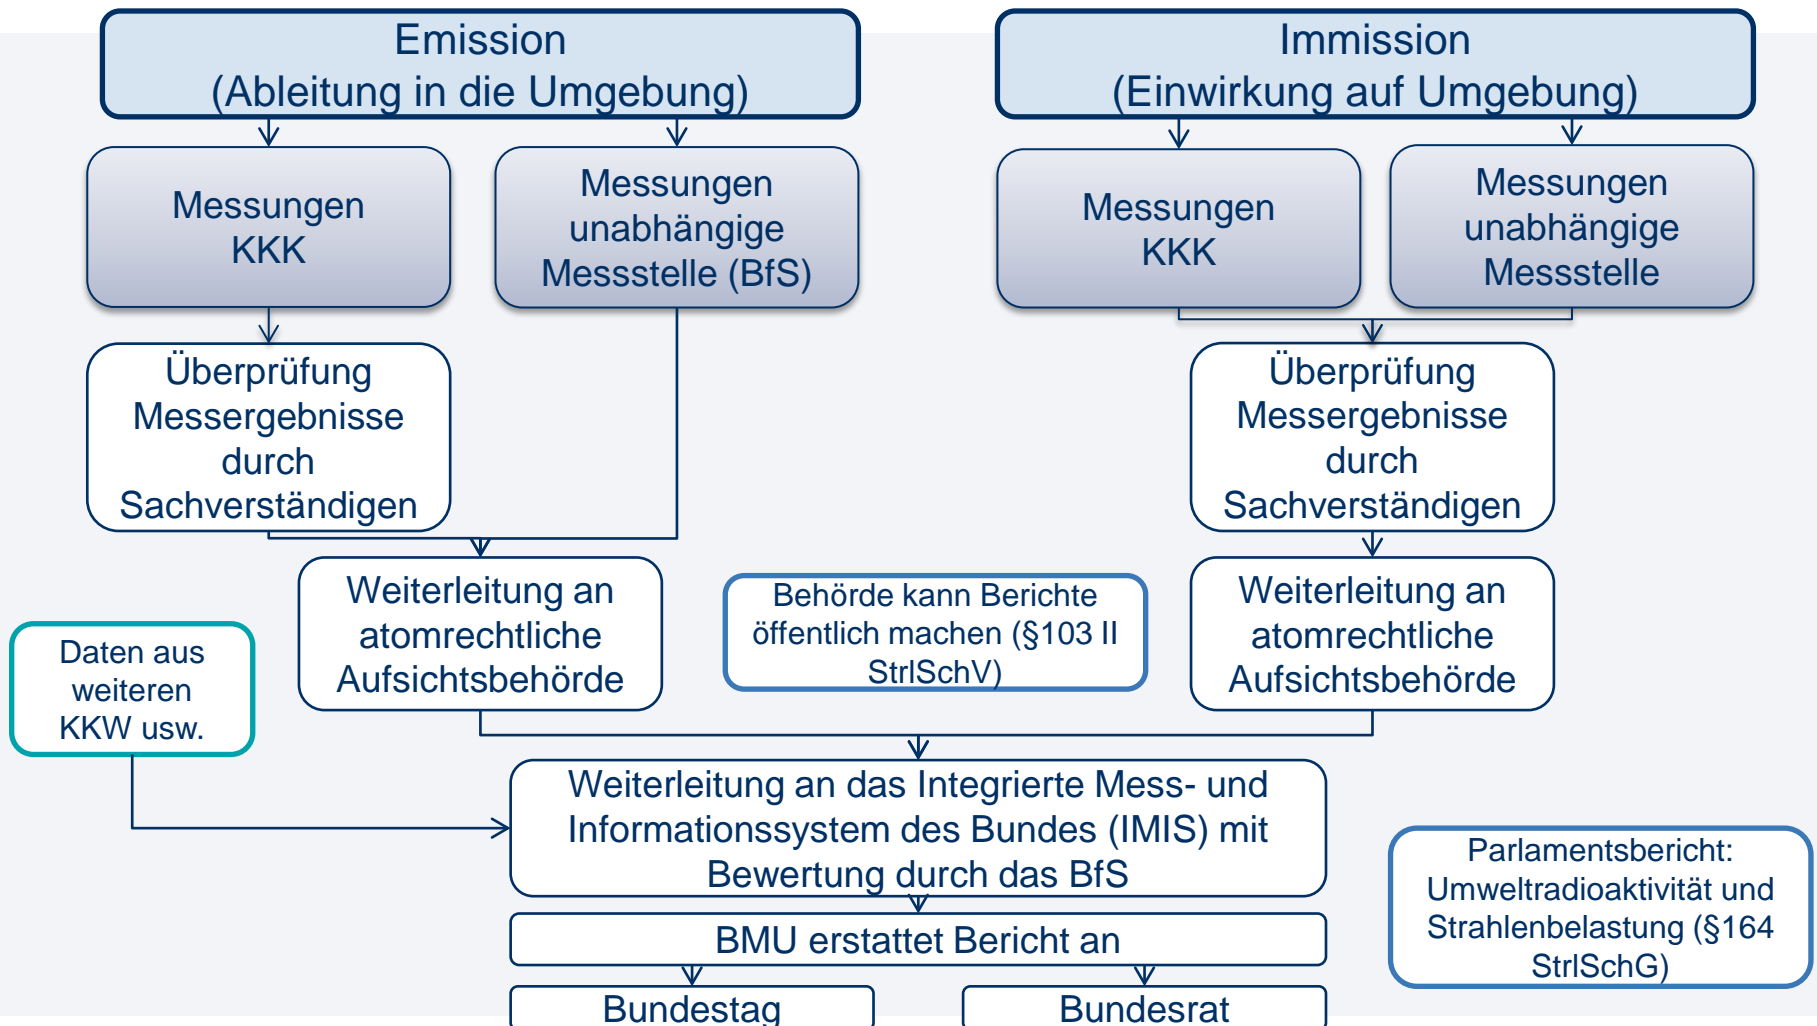 Emission
(Ableitung in die Umgebung)
Immission
(Einwirkung auf Umgebung)
Messungen
KKK
Messungen
unabhängige
Messstelle (BfS)
Messungen
KKK
Messungen
unabhängige
Messstelle
Überprüfung
Messergebnisse
durch
Sachverständigen
Überprüfung
Messergebnisse
durch
Sachverständigen
Weiterleitung an
atomrechtliche
Aufsichtsbehörde
Behörde kann Berichte
öffentlich machen (§103 II
StrlSchV)
Weiterleitung an
atomrechtliche
Aufsichtsbehörde
Daten aus
weiteren
KKW usw.
Weiterleitung an das Integrierte Mess- und
Informationssystem des Bundes (IMIS) mit
Bewertung durch das BfS
Parlamentsbericht:
Umweltradioaktivität und
Strahlenbelastung (§164
StrlSchG)
BMU erstattet Bericht an
Bundestag
Bundesrat